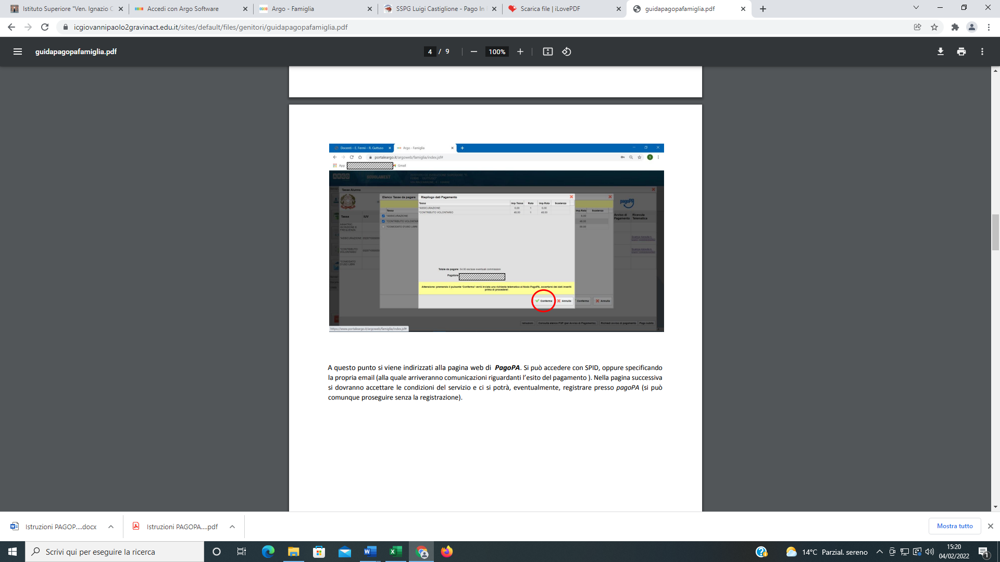 Istituto Superiore "Ven. Ignazio C
Accedi con Argo Software
Argo - Famiglia
SSPG Luigi Castiglione - Pago In
Scarica file | iLovePDF
guidapagopafamiglia.pdf
icgiovannipaolo2gravinact.edu.it/sites/default/files/genitori/guidapagopafamiglia.pdf
guidapagopafamiglia.pdf
4 / 9
100%
Docenti – E. Fermi – R. Guttuso
Argo - Famiglia
portaleargo.it/argoweb/famiglia/index.jsf#
App
Gmail
ARGO
SCUOLANEXT
Tasse Alunno
Elenco Tasse da pagare
Riepilogo dati Pagamento
pagoPA
Tassa Imp.Tassa Rata Imp.Rata Scadenza
*ASSICURAZIONE 6,00 1 6,00
*CONTRIBUTO VOLONTARIO 48,00 1 48,00
Tassa
*ASSICURAZIONE
*CONTRIBUTO VOLONTAR
*COMODATO D'USO LIBRI
Imp.Rata Scadenza
6,00
48,00
Tassa IUV
Avviso di Pagamento
Ricevuta Telematica
*ASSICURAZIONE
*CONTRIBUTO VOLONTARIO
*COMODATO D'USO LIBRI
Totale da pagare: 54,00 escluse eventuali commissioni
Pagatore:
Attenzione: premendo il pulsante 'Conferma' verrà inviata una richiesta telematica al Nodo PagoPA, accertarsi dei dati inseriti
prima di procedere!
Conferma Annulla Conferma Annulla
Istruzioni Consulta elenco PSP (per Avviso di Pagamento) Richiedi avviso di pagamento Paga subito
https://www.portaleargo.it/argoweb/famiglia/index.jsf#
A questo punto si viene indirizzati alla pagina web di PagoPA. Si può accedere con SPID, oppure specificando
la propria email (alla quale arriveranno comunicazioni riguardanti l’esito del pagamento ). Nella pagina successiva
si dovranno accettare le condizioni del servizio e ci si potrà, eventualmente, registrare presso pagoPA (si può
comunque proseguire senza la registrazione).
Istruzioni PAGOP....docx
Istruzioni PAGOPA....pdf
Mostra tutto
Scrivi qui per eseguire la ricerca
14°C Parzial. sereno
15:20
04/02/2022
1